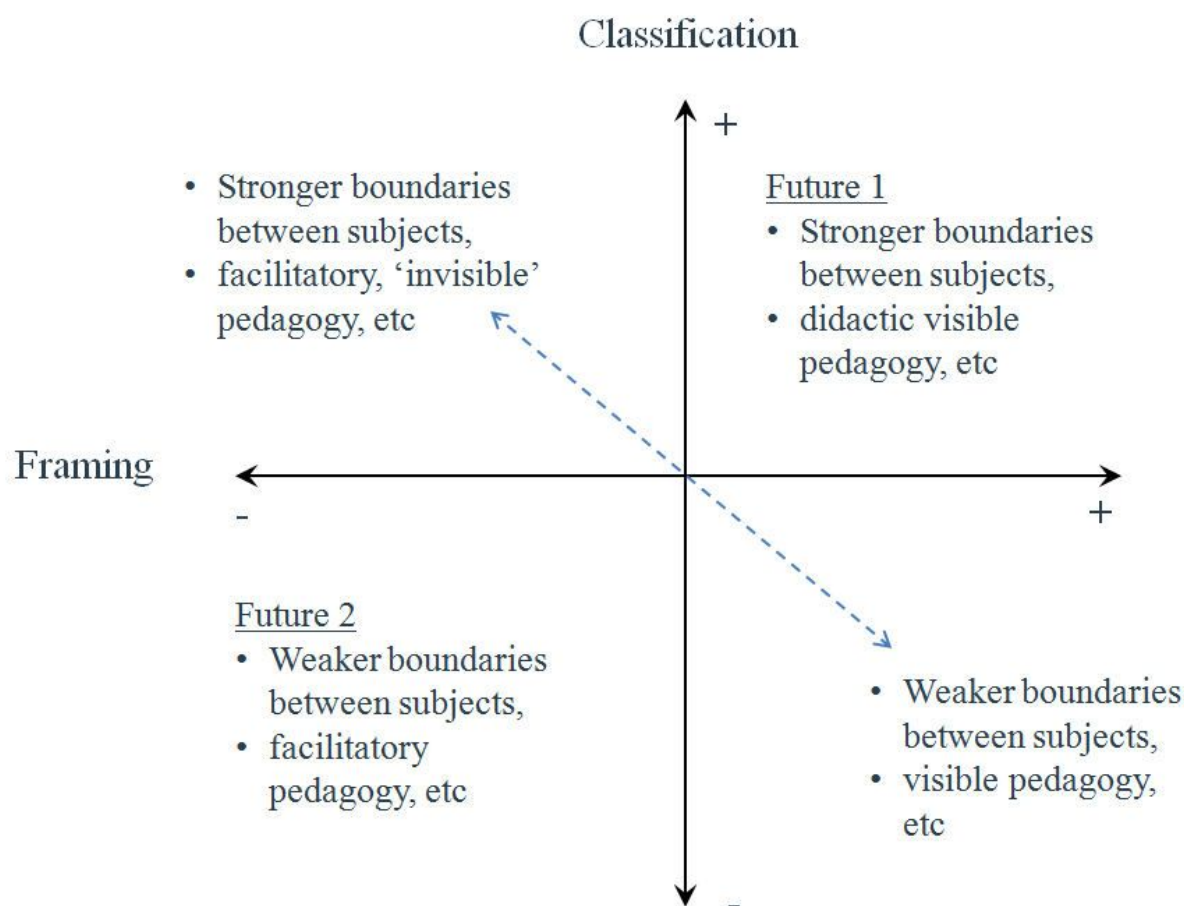 Classification
+
• Stronger boundaries
between subjects,
• facilitatory, ‘invisible’
pedagogy, etc
Future 1
• Stronger boundaries
between subjects,
• didactic visible
pedagogy, etc
Framing
-
+
Future 2
• Weaker boundaries
between subjects,
• facilitatory
pedagogy, etc
• Weaker boundaries
between subjects,
• visible pedagogy,
etc
-